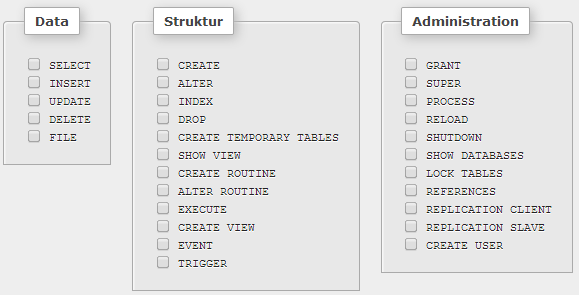 Data
SELECT
INSERT
UPDATE
DELETE
FILE
Struktur
CREATE
ALTER
INDEX
DROP
CREATE TEMPORARY TABLES
SHOW VIEW
CREATE ROUTINE
ALTER ROUTINE
EXECUTE
CREATE VIEW
EVENT
TRIGGER
Administration
GRANT
SUPER
PROCESS
RELOAD
SHUTDOWN
SHOW DATABASES
LOCK TABLES
REFERENCES
REPLICATION CLIENT
REPLICATION SLAVE
CREATE USER